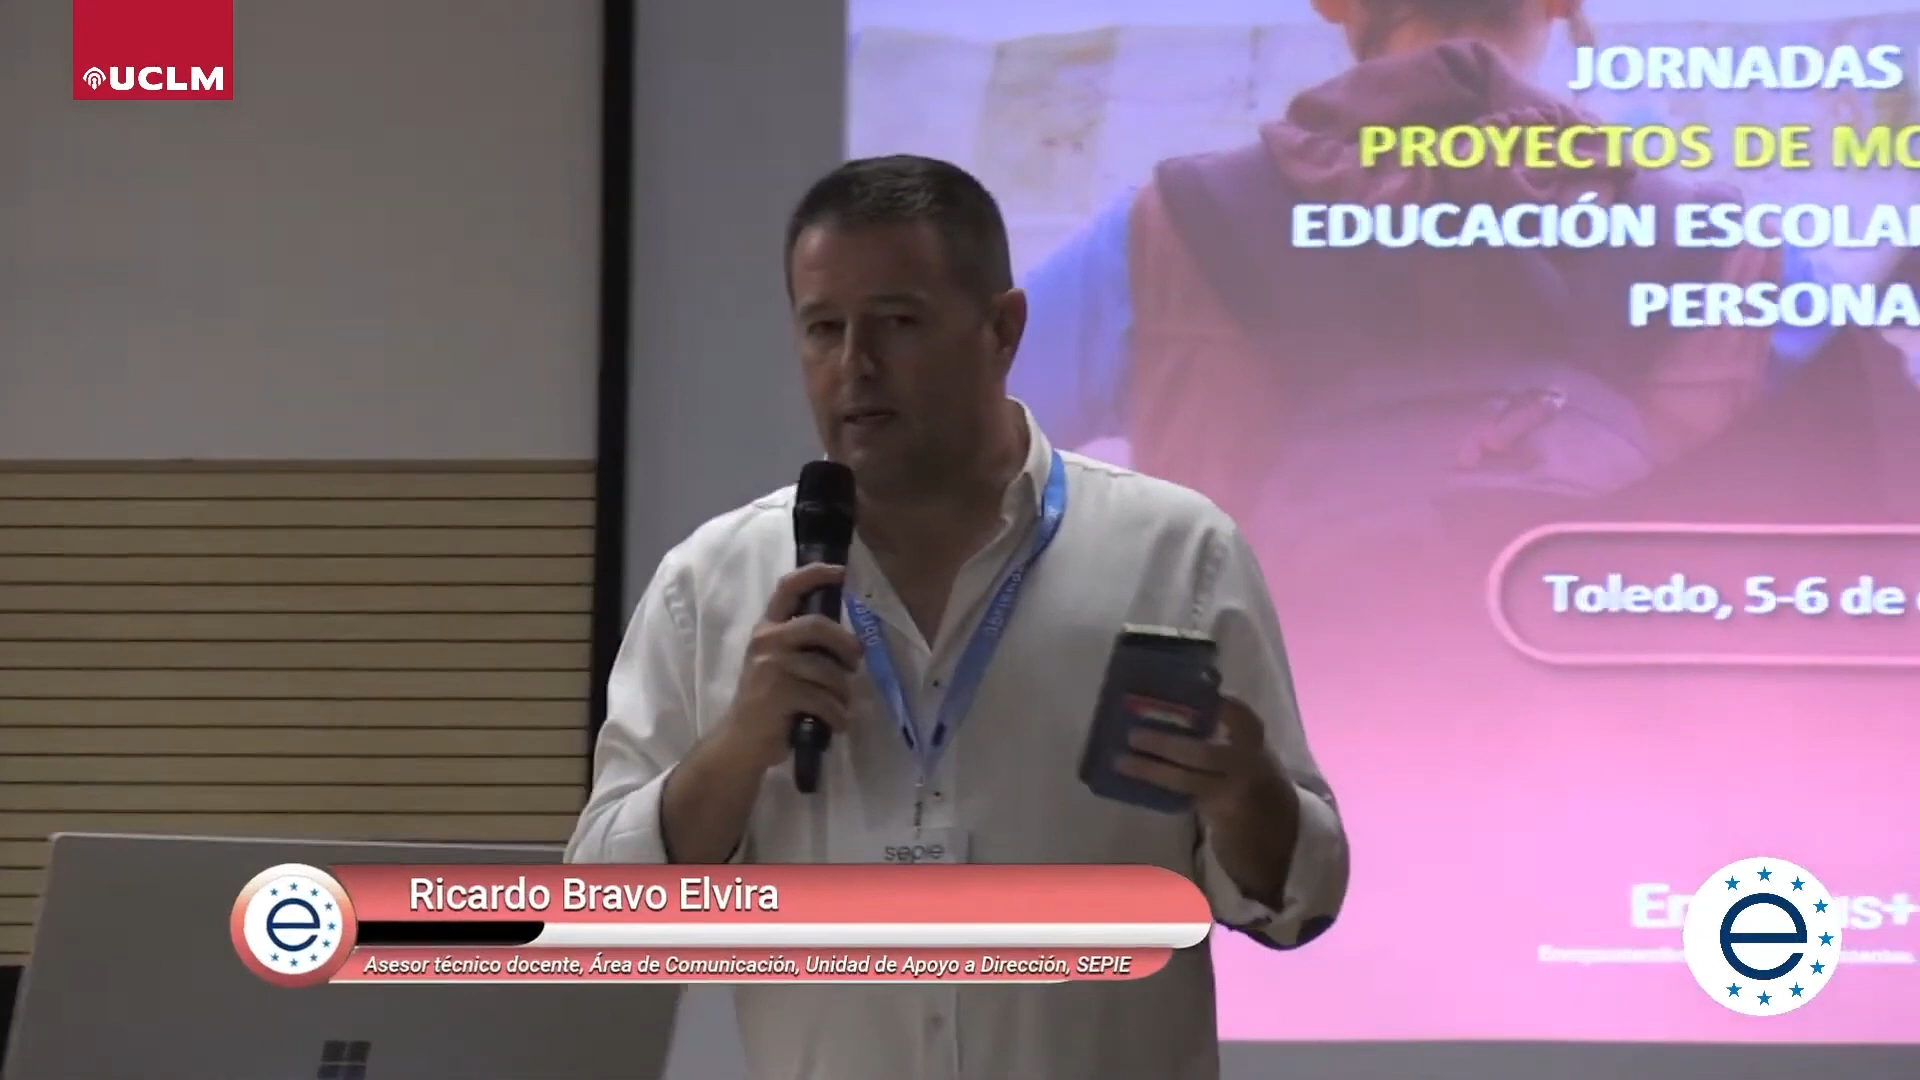 UCLM
JORNADAS
PROYECTOS DE MO
EDUCACIÓN ESCOLAR
PERSONA
Toledo, 5-6 de
sepie
Ricardo Bravo Elvira
Asesor técnico docente, Área de Comunicación, Unidad de Apoyo a Dirección, SEPIE
e
e